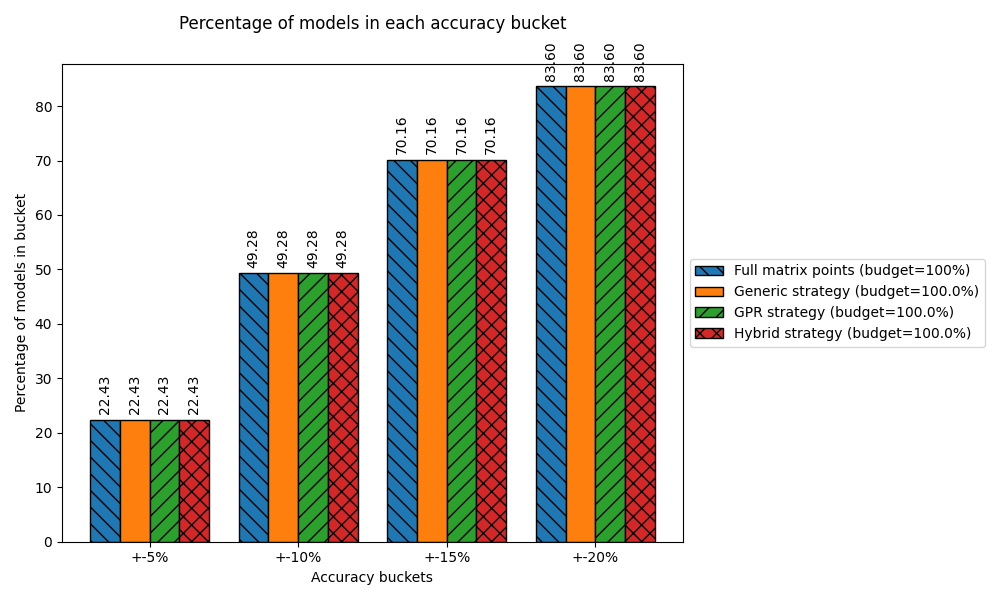 Percentage of models in each accuracy bucket
Percentage of models in bucket
80
70
60
50
40
30
20
10
0
22.43 22.43 22.43 22.43
49.28 49.28 49.28 49.28
70.16 70.16 70.16 70.16
83.60 83.60 83.60 83.60
+-5% +-10% +-15% +-20%
Accuracy buckets
Full matrix points (budget=100%)
Generic strategy (budget=100.0%)
GPR strategy (budget=100.0%)
Hybrid strategy (budget=100.0%)